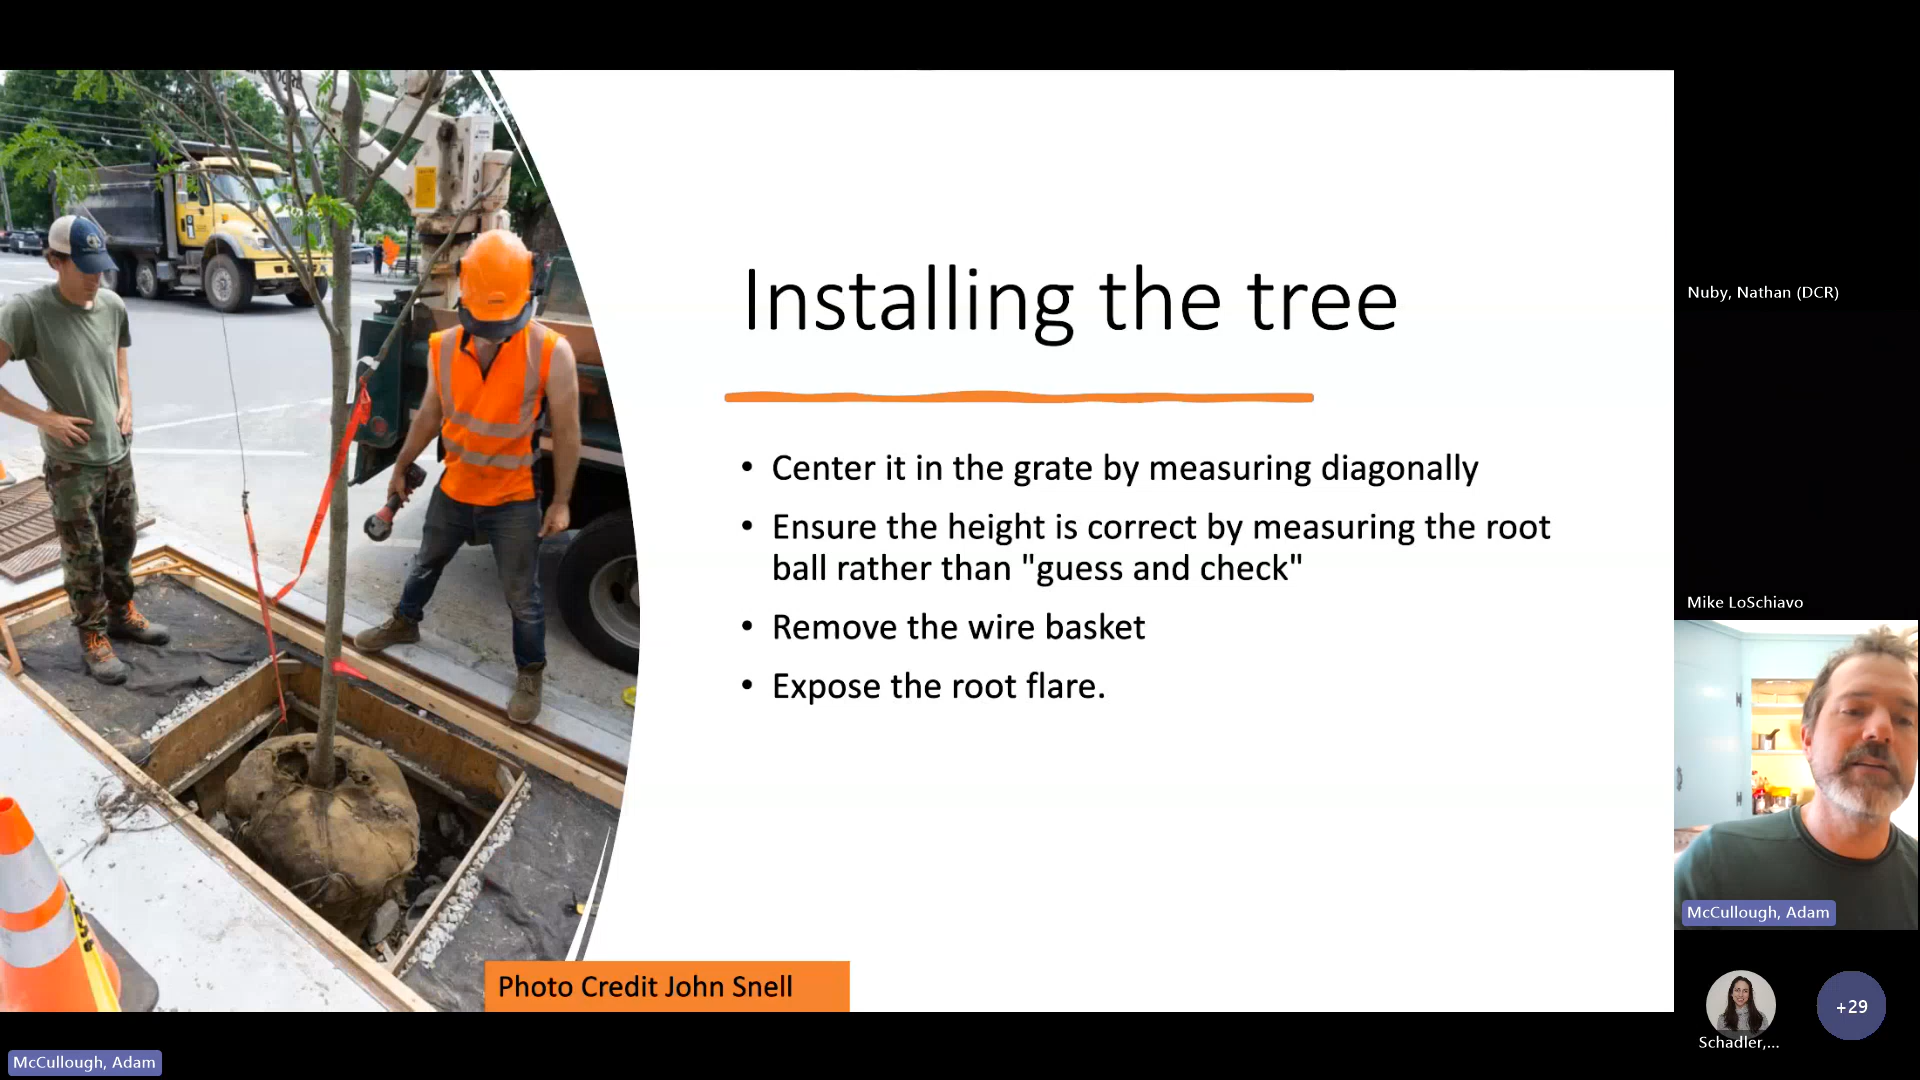 Installing the tree
• Center it in the grate by measuring diagonally
• Ensure the height is correct by measuring the root
ball rather than "guess and check"
• Remove the wire basket
• Expose the root flare.
Photo Credit John Snell
Nuby, Nathan (DCR)
Mike LoSchiavo
McCullough, Adam
+29
Schadler,...
McCullough, Adam